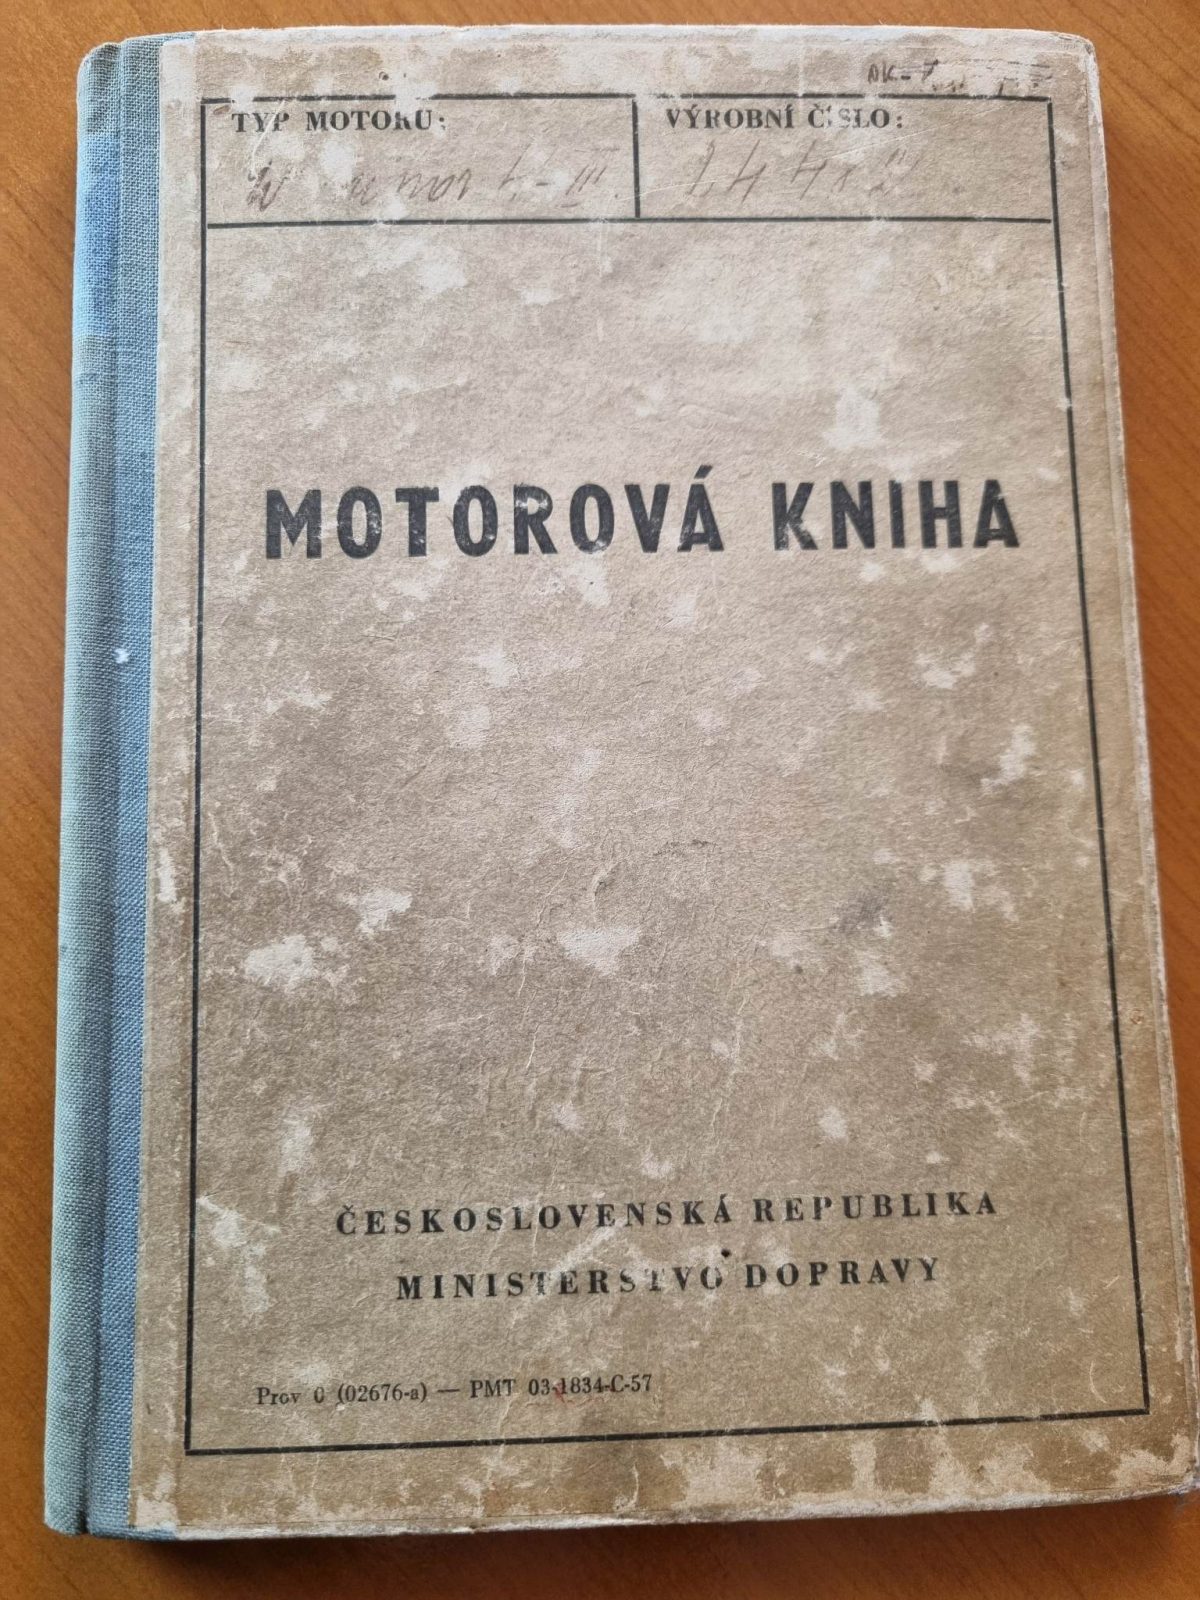 TYP MOTORU:
VÝROBNÍ ČÍSLO:
MOTOROVÁ KNIHA
ČESKOSLOVENSKÁ REPUBLIKA
MINISTERSTVO DOPRAVY
Prov 0 (02676-a) — PMT 03-1834-C-57